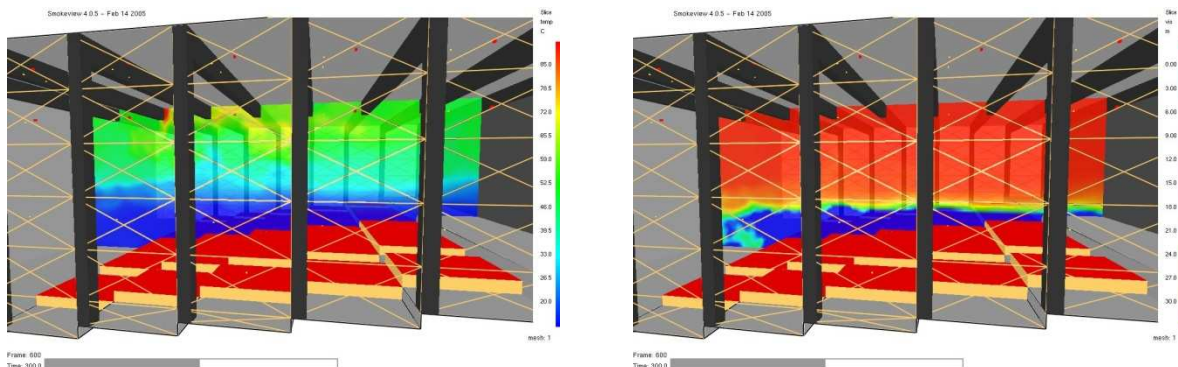 Smokeview 4.0.5 – Feb 14 2005
Slice
temp
C
85.0
78.5
72.0
65.5
59.0
52.5
46.0
39.5
33.0
26.5
20.0
mesh: 1
Frame: 600
Time: 300.0
Smokeview 4.0.5 – Feb 14 2005
Slice
vis
m
0.00
3.00
6.00
9.00
12.0
15.0
18.0
21.0
24.0
27.0
30.0
mesh: 1
Frame: 600
Time: 300.0